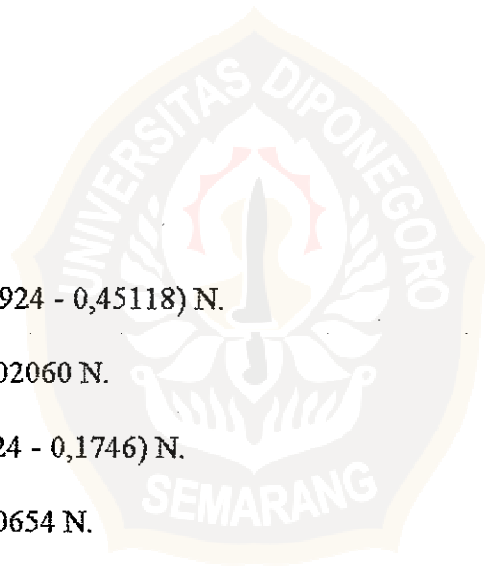 UNIVERSITAS DIPONEGORO
924 - 0,45118) N.
02060 N.
24 - 0,1746) N.
0654 N.
SEMARANG